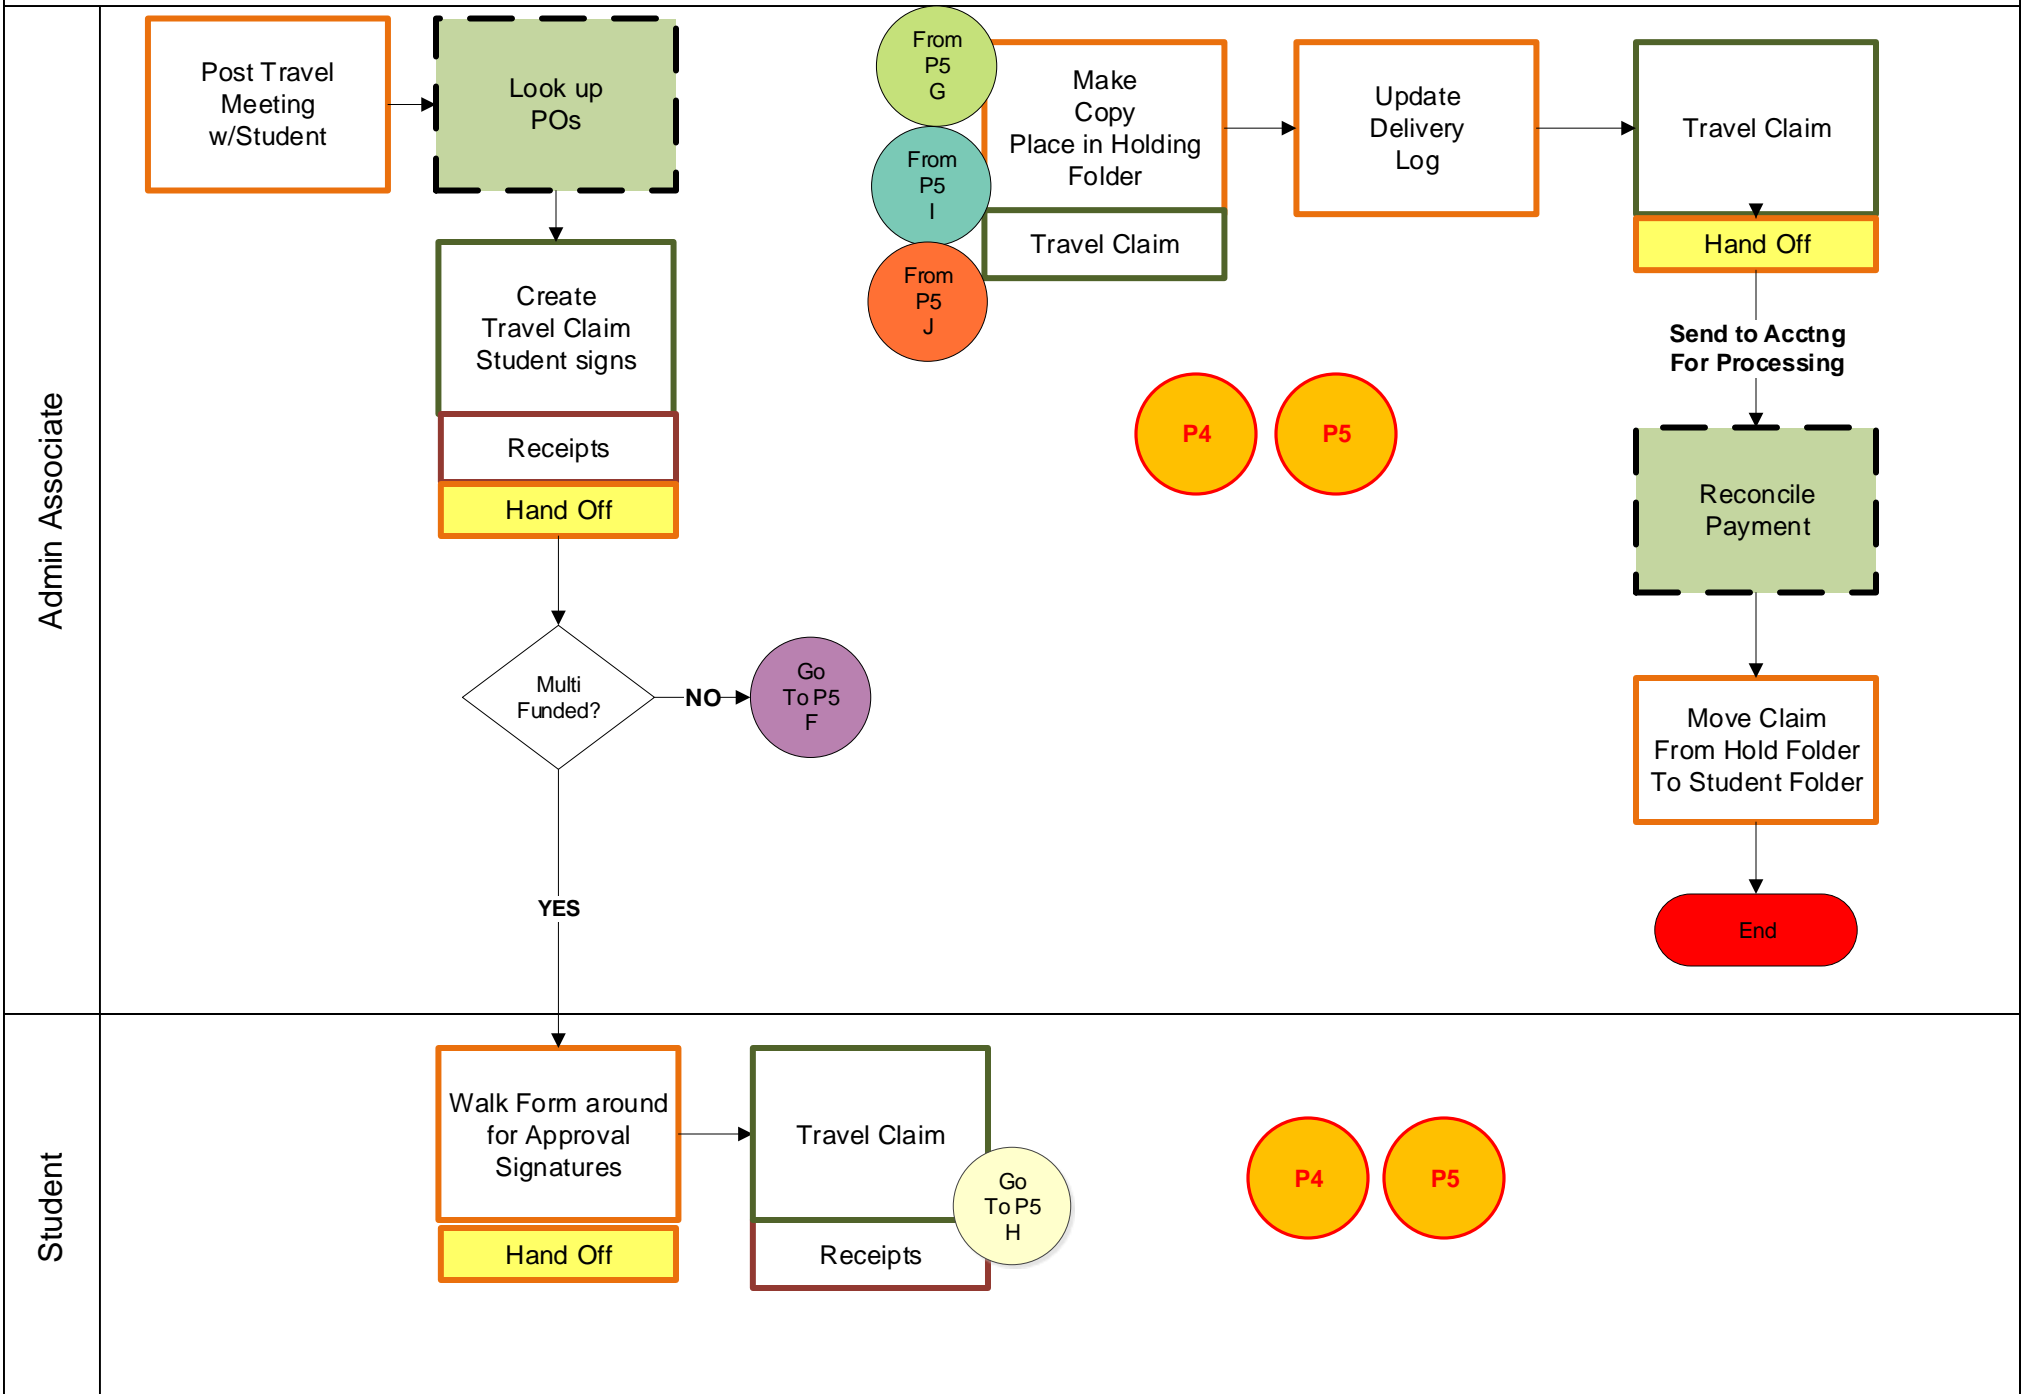 Admin Associate
Post Travel
Meeting
w/Student
Look up
POs
Create
Travel Claim
Student signs
Receipts
Hand Off
Multi
Funded?
NO
Go
To P5
F
YES
From
P5
G
From
P5
I
From
P5
J
Make
Copy
Place in Holding
Folder
Travel Claim
Update
Delivery
Log
Travel Claim
Hand Off
Send to Acctng
For Processing
P4
P5
Reconcile
Payment
Move Claim
From Hold Folder
To Student Folder
End
Student
Walk Form around
for Approval
Signatures
Hand Off
Travel Claim
Receipts
Go
To P5
H
P4
P5